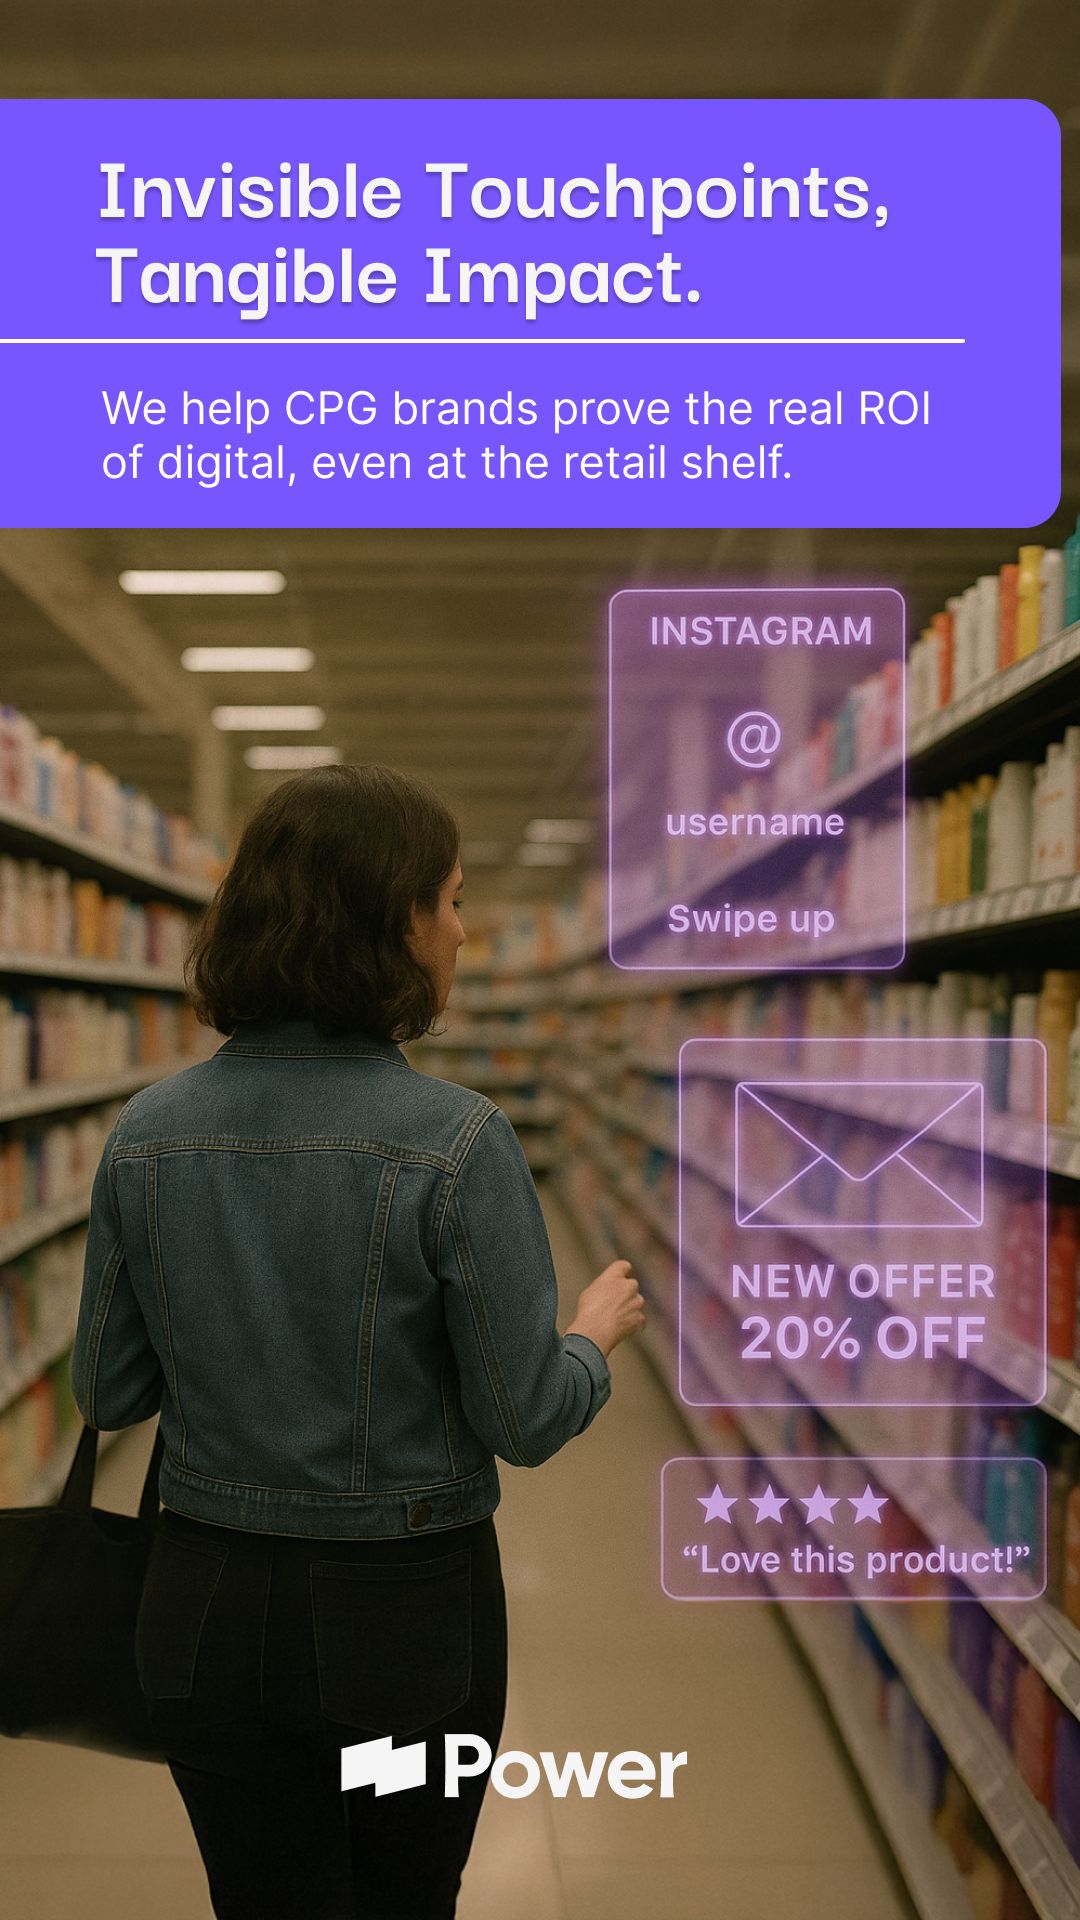 Invisible Touchpoints,
Tangible Impact.
We help CPG brands prove the real ROI
of digital, even at the retail shelf.
INSTAGRAM
@
username
Swipe up
NEW OFFER
20% OFF
“Love this product!”
Power